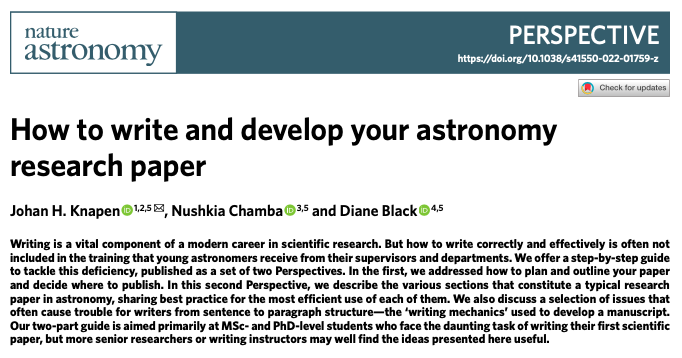 nature
astronomy
PERSPECTIVE
https://doi.org/10.1038/s41550-022-01759-z
Check for updates
How to write and develop your astronomy
research paper
Johan H. Knapen iD 1,2,5 ✉, Nushkia Chamba iD 3,5 and Diane Black iD 4,5
Writing is a vital component of a modern career in scientific research. But how to write correctly and effectively is often not
included in the training that young astronomers receive from their supervisors and departments. We offer a step-by-step guide
to tackle this deficiency, published as a set of two Perspectives. In the first, we addressed how to plan and outline your paper
and decide where to publish. In this second Perspective, we describe the various sections that constitute a typical research
paper in astronomy, sharing best practice for the most efficient use of each of them. We also discuss a selection of issues that
often cause trouble for writers from sentence to paragraph structure—the ‘writing mechanics’ used to develop a manuscript.
Our two-part guide is aimed primarily at MSc- and PhD-level students who face the daunting task of writing their first scientific
paper, but more senior researchers or writing instructors may well find the ideas presented here useful.